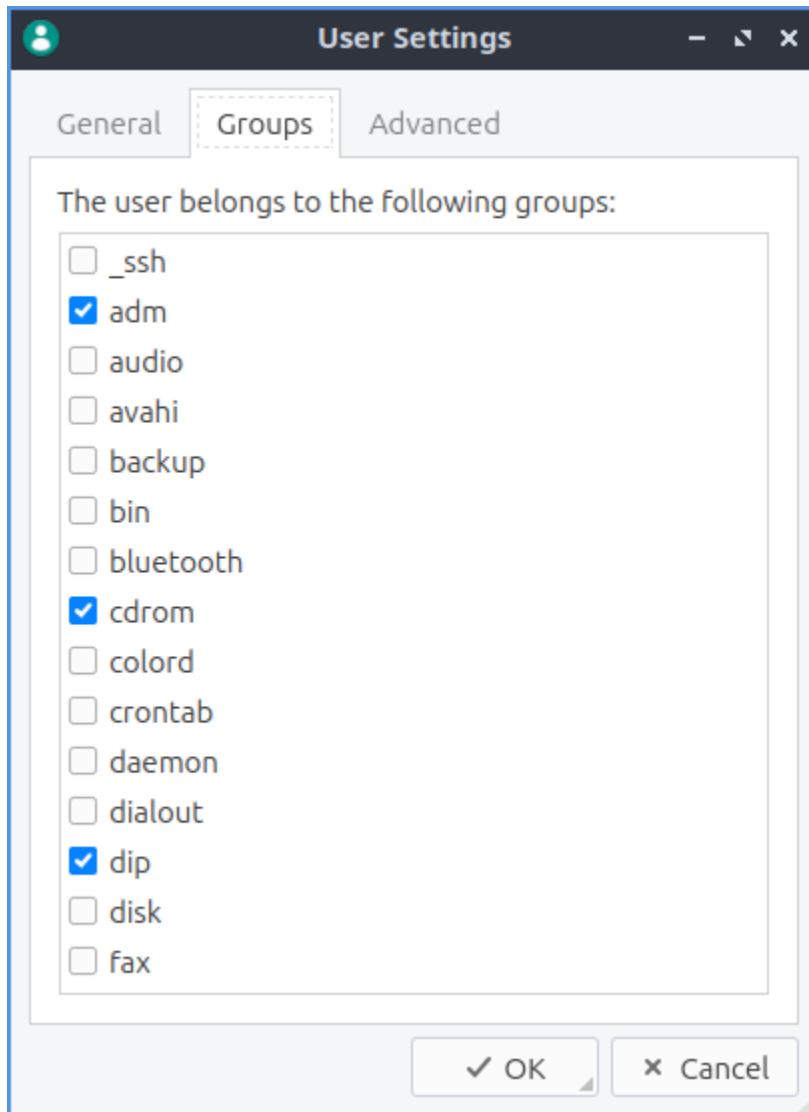 User Settings
General Groups Advanced
The user belongs to the following groups:
_ssh
adm
audio
avahi
backup
bin
bluetooth
cdrom
colord
crontab
daemon
dialout
dip
disk
fax
OK Cancel